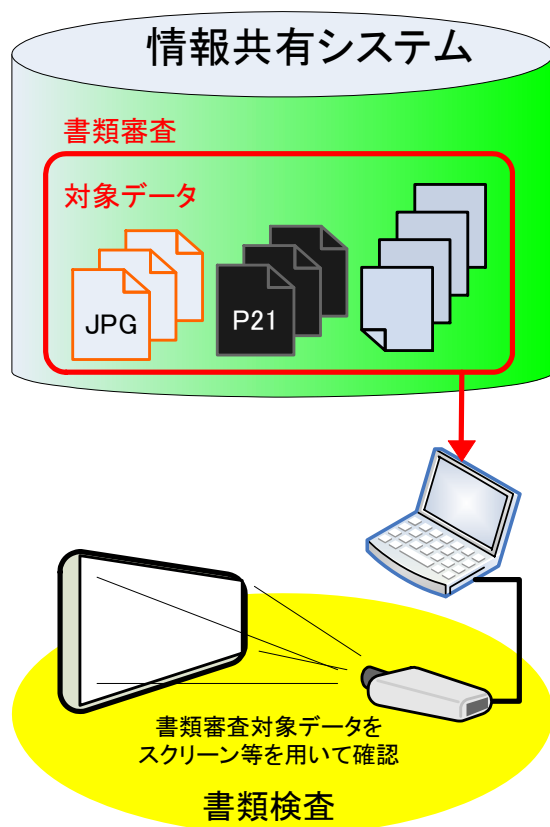 情報共有システム
書類審査
対象データ
JPG
P21
書類審査対象データを
スクリーン等を用いて確認
書類検査